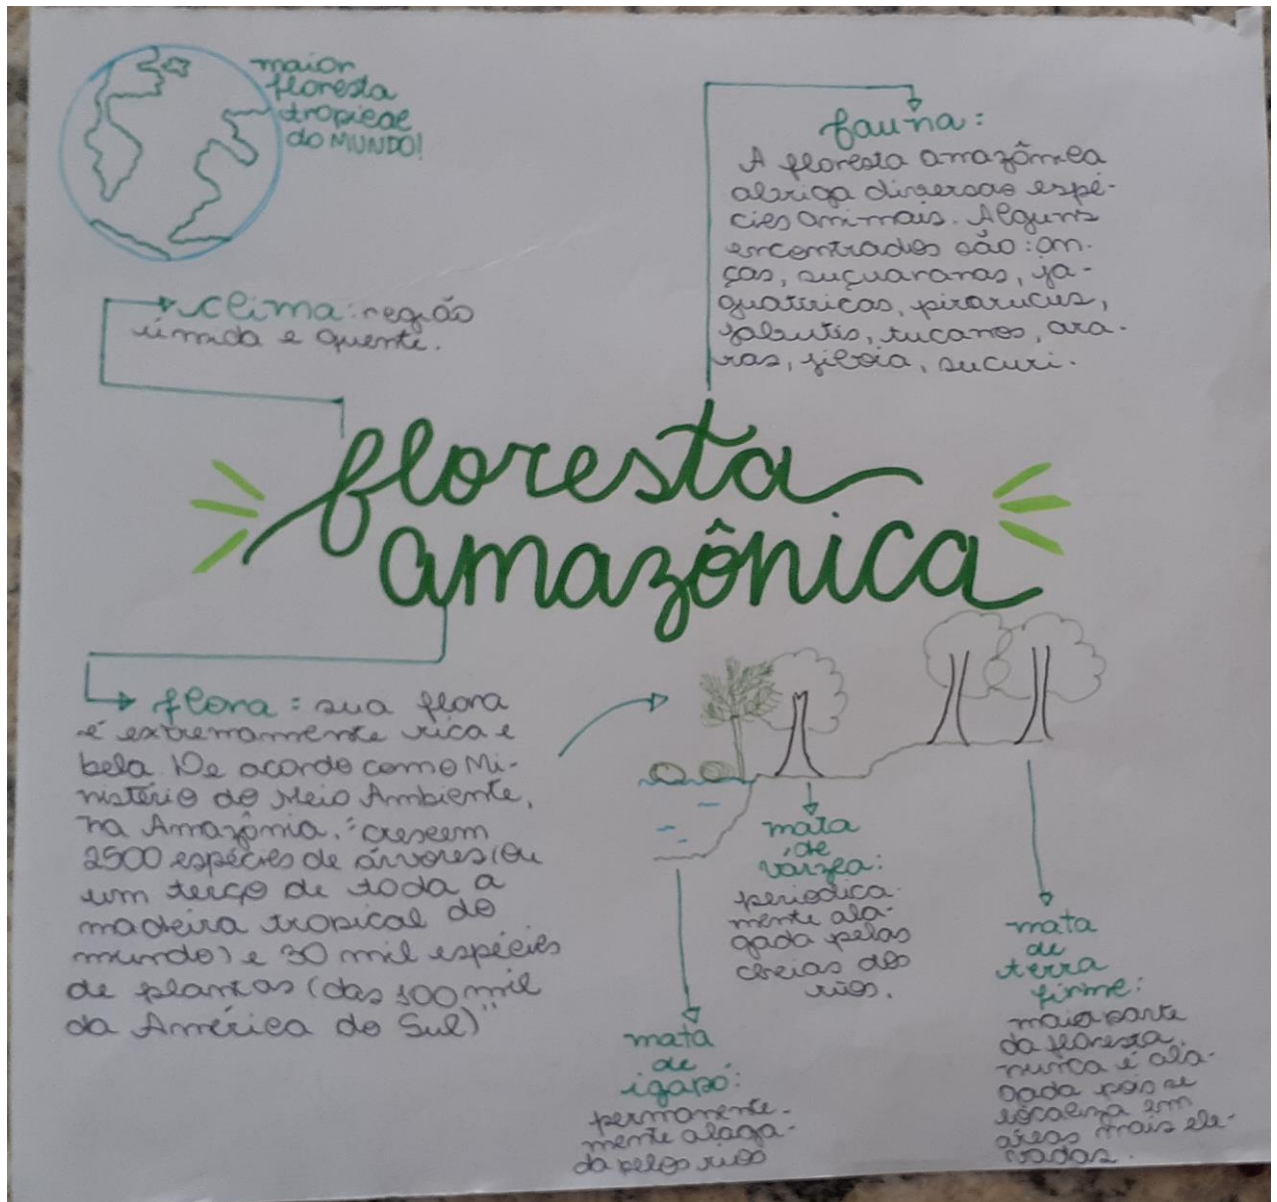 maior
floresta
tropical
do MUNDO!
clima: região
úmida e quente.
fauna:
A floresta amazônica
abriga diversas espé-
cies animais. Alguns
encontrados são: on-
ças, suçuaranas, ja-
guatiricas, pirarucus,
jabutis, tucanos, ara-
ras, jiboia, sucuri.
floresta
amazônica
flora: sua flora
é extremamente rica e
bela. De acordo com o Mi-
nistério do Meio Ambiente,
na Amazônia, "crescem
2500 espécies de árvores (ou
um terço de toda a
madeira tropical do
mundo) e 30 mil espécies
de plantas (das 100 mil
da América do Sul)"
mata
de
igapó:
permanente-
mente alaga-
da pelos rios
mata
de
várzea:
periodica-
mente ala-
gada pelas
cheias dos
rios.
mata
de
terra
firme:
maior parte
da floresta,
nunca é ala-
gada pois se
localiza em
áreas mais ele-
vadas.